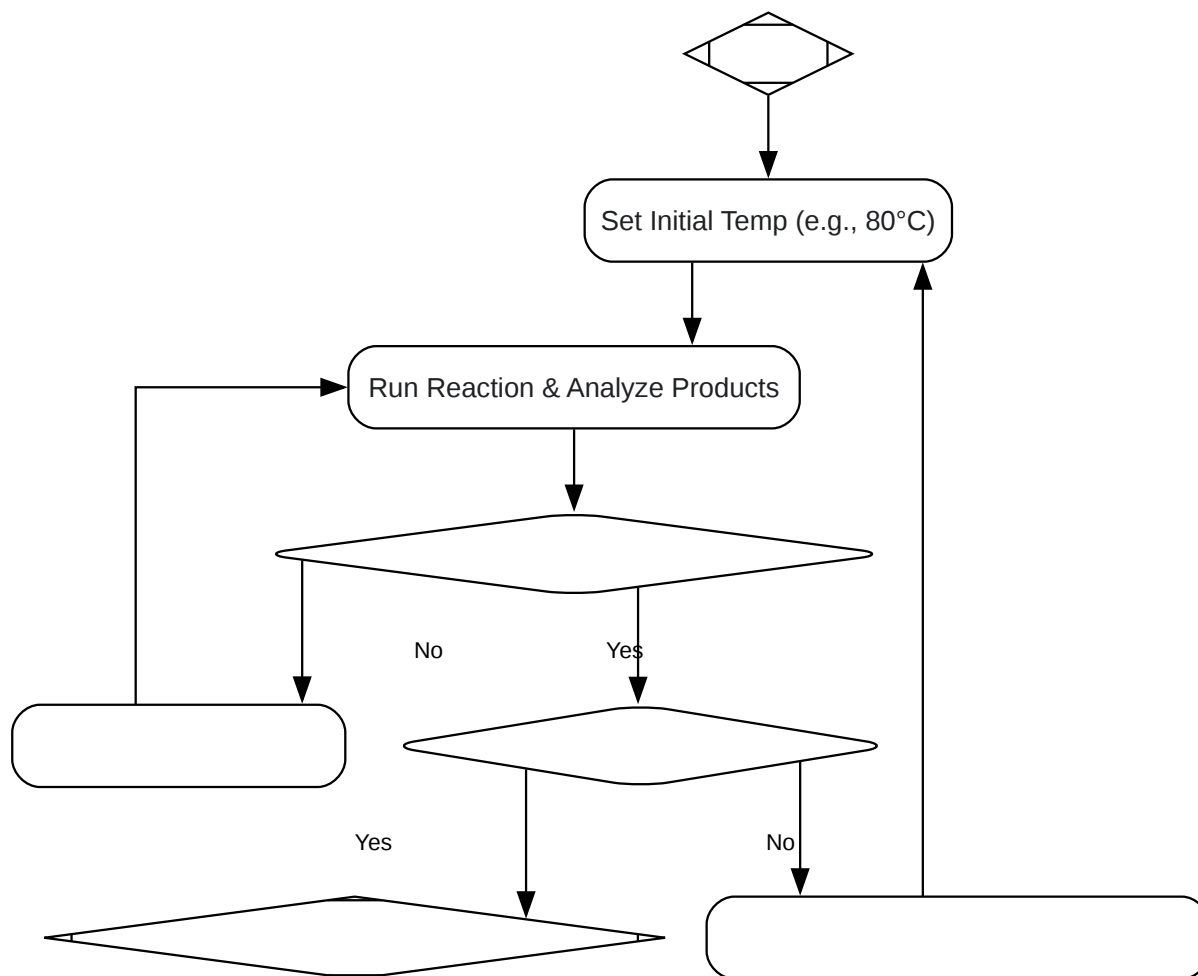 Set Initial Temp (e.g., 80°C)
Run Reaction & Analyze Products
No
Yes
Yes
No